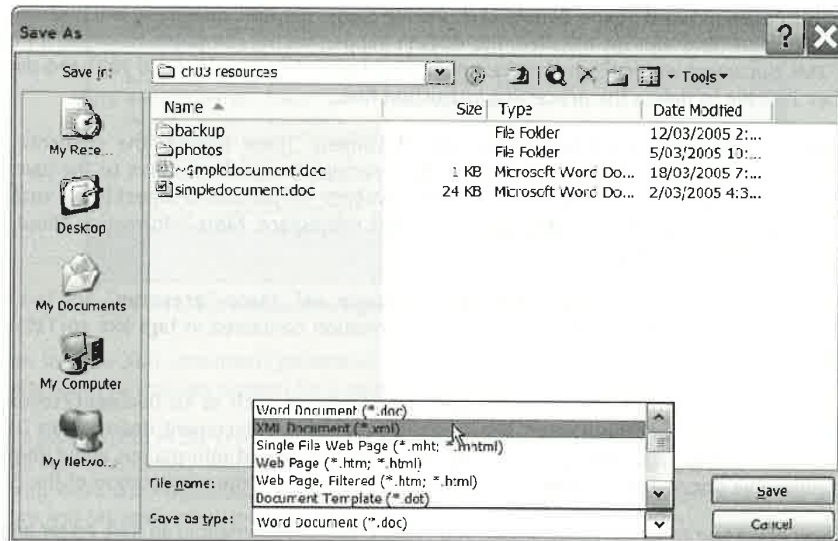 Save As
Save in: ch03 resources Tools
Name Size Type Date Modified
backup File Folder 12/03/2005 2:...
photos File Folder 5/03/2005 10:...
~$mpledocument.doc 1 KB Microsoft Word Do... 18/03/2005 7:...
simpledocument.doc 24 KB Microsoft Word Do... 2/03/2005 4:3...
My Rece...
Desktop
My Documents
My Computer
My Netwo...
Word Document (*.doc)
XML Document (*.xml)
Single File Web Page (*.mht; *.mhtml)
Web Page (*.htm; *.html)
Web Page, Filtered (*.htm; *.html)
Document Template (*.dot)
File name: Save
Save as type: Word Document (*.doc) Cancel